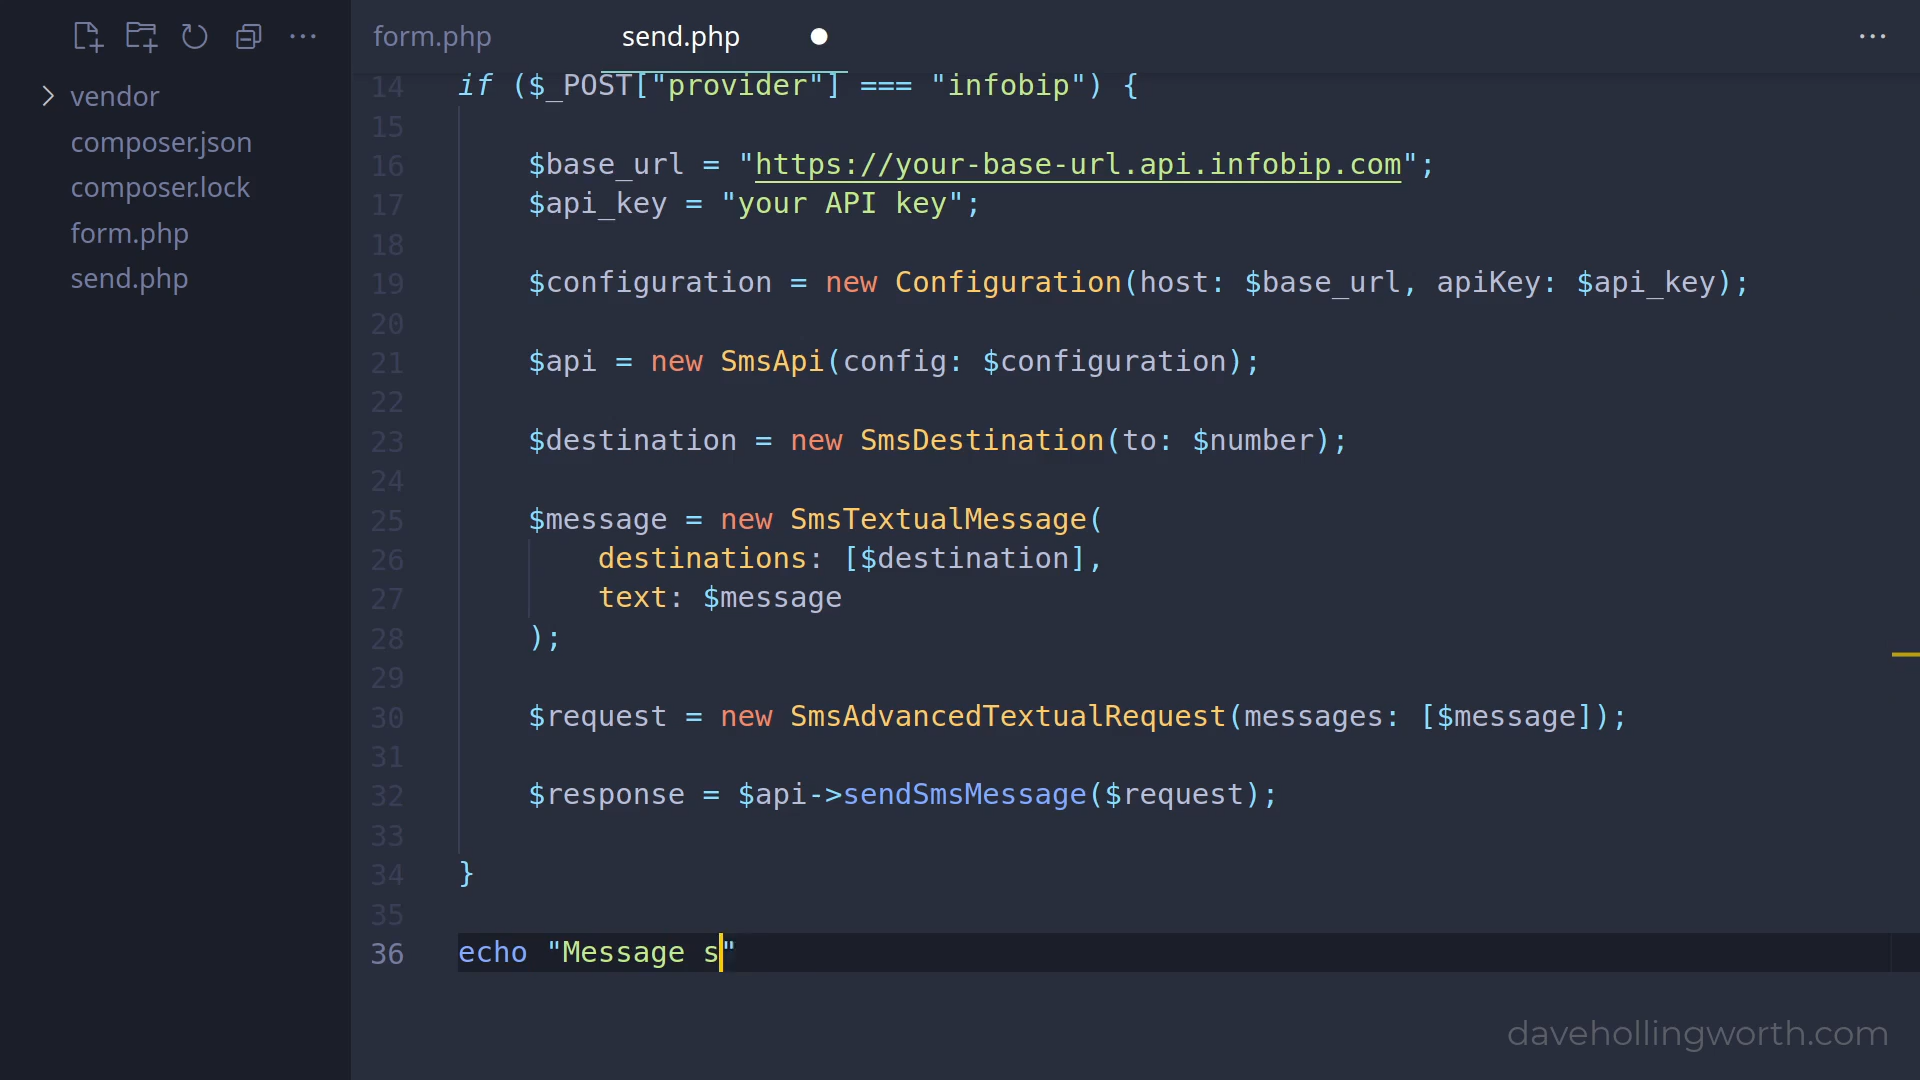 form.php
send.php
vendor
composer.json
composer.lock
form.php
send.php
14 if ($_POST["provider"] === "infobip") {
15
16 $base_url = "https://your-base-url.api.infobip.com";
17 $api_key = "your API key";
18
19 $configuration = new Configuration(host: $base_url, apiKey: $api_key);
20
21 $api = new SmsApi(config: $configuration);
22
23 $destination = new SmsDestination(to: $number);
24
25 $message = new SmsTextualMessage(
26 destinations: [$destination],
27 text: $message
28 );
29
30 $request = new SmsAdvancedTextualRequest(messages: [$message]);
31
32 $response = $api->sendSmsMessage($request);
33
34 }
35
36 echo "Message s"
davehollingworth.com